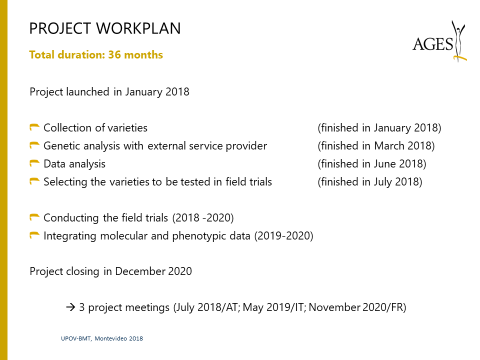 PROJECT WORKPLAN
AGES
Total duration: 36 months
Project launched in January 2018
Collection of varieties (finished in January 2018)
Genetic analysis with external service provider (finished in March 2018)
Data analysis (finished in June 2018)
Selecting the varieties to be tested in field trials (finished in July 2018)
Conducting the field trials (2018 -2020)
Integrating molecular and phenotypic data (2019-2020)
Project closing in December 2020
→ 3 project meetings (July 2018/AT; May 2019/IT; November 2020/FR)
UPOV-BMT, Montevideo 2018